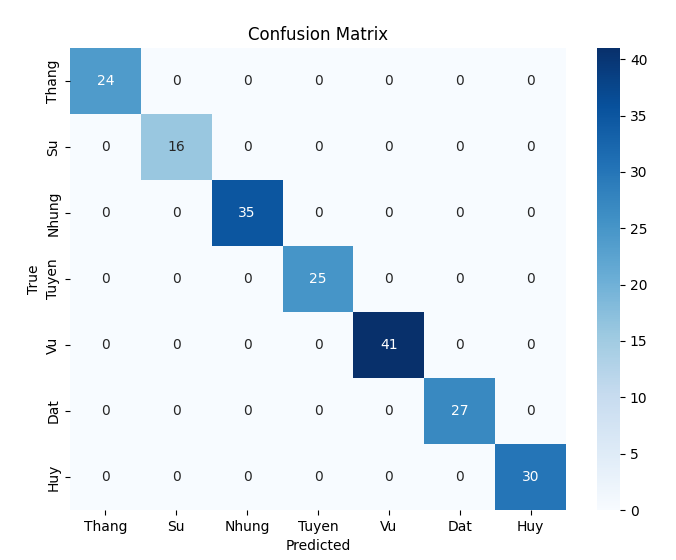 Confusion Matrix
Thang 24 0 0 0 0 0 0
Su 0 16 0 0 0 0 0
Nhung 0 0 35 0 0 0 0
Tuyen 0 0 0 25 0 0 0
Vu 0 0 0 0 41 0 0
Dat 0 0 0 0 0 27 0
Huy 0 0 0 0 0 0 30
True
Thang Su Nhung Tuyen Vu Dat Huy
Predicted
40
35
30
25
20
15
10
5
0